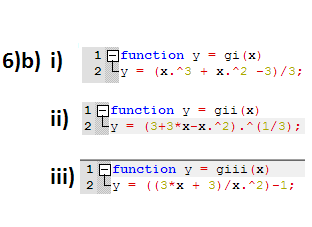 6)b) i)
1 function y = gi(x)
2 y = (x.^3 + x.^2 -3)/3;
ii)
1 function y = gii(x)
2 y = (3+3*x-x.^2).^(1/3);
iii)
1 function y = giii(x)
2 y = ((3*x + 3)/x.^2)-1;